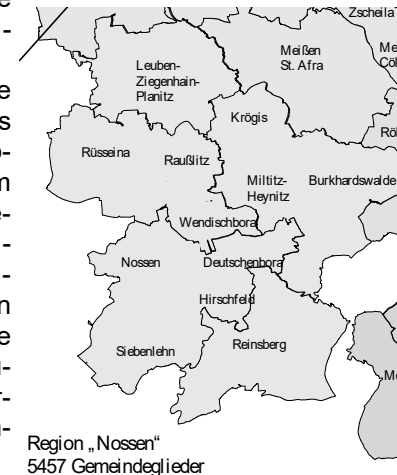 Zscheila
Meißen
St. Afra
Leuben-
Ziegenhain-
Planitz
Krögis
Rüsseina
Raußlitz
Miltitz-
Heynitz
Burkhardswalde
Wendischbora
Nossen
Deutschenbora
Hirschfeld
Siebenlehn
Reinsberg
Region „Nossen“
5457 Gemeindeglieder